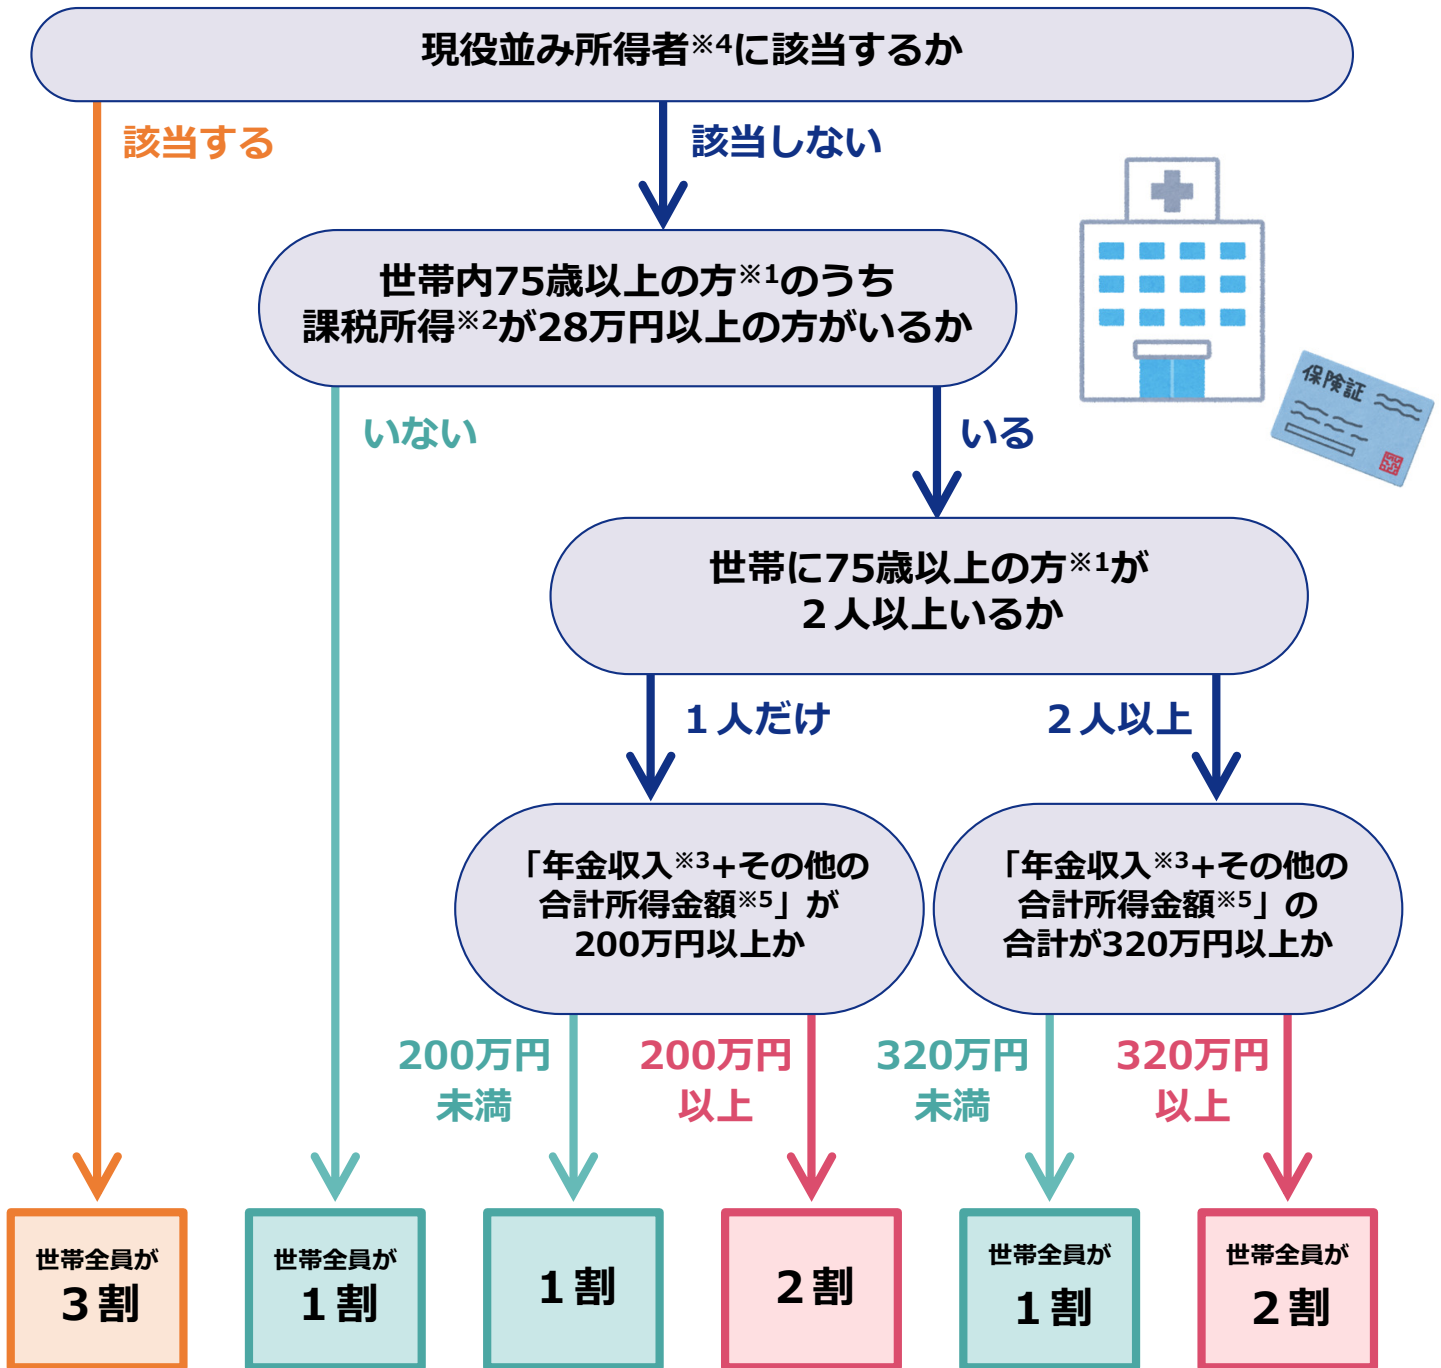 現役並み所得者※4に該当するか
該当する
該当しない
世帯内75歳以上の方※1のうち
課税所得※2が28万円以上の方がいるか
保険証
いない
いる
世帯に75歳以上の方※1が
２人以上いるか
１人だけ
２人以上
「年金収入※3+その他の
合計所得金額※5」が
200万円以上か
「年金収入※3+その他の
合計所得金額※5」の
合計が320万円以上か
200万円
未満
200万円
以上
320万円
未満
320万円
以上
世帯全員が
３割
世帯全員が
１割
１割
２割
世帯全員が
１割
世帯全員が
２割